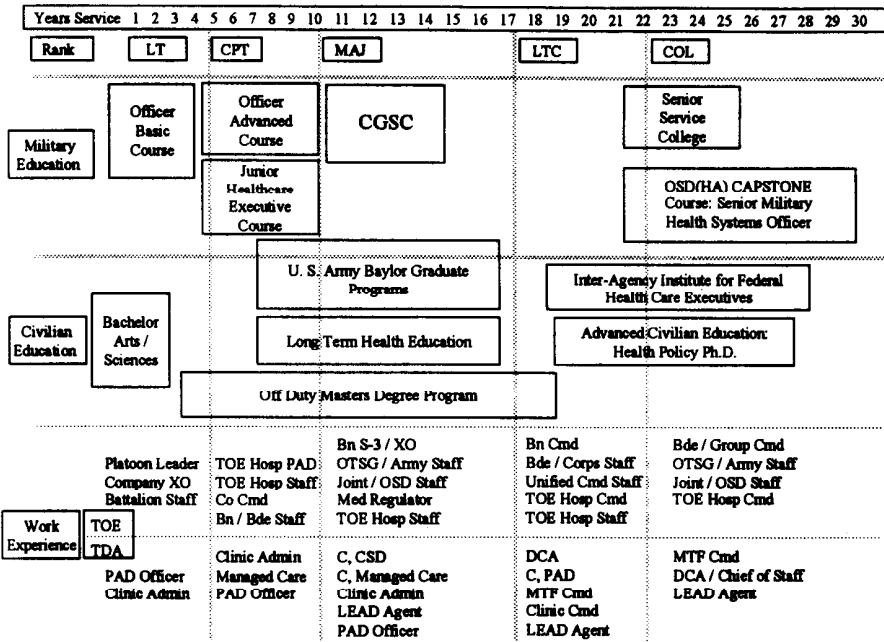 Years Service 1 2 3 4 5 6 7 8 9 10 11 12 13 14 15 16 17 18 19 20 21 22 23 24 25 26 27 28 29 30
Rank LT CPT MAJ LTC COL
Military
Education
Officer
Basic
Course
Officer
Advanced
Course
Junior
Healthcare
Executive
Course
CGSC
Senior
Service
College
OSD(HA) CAPSTONE
Course: Senior Military
Health Systems Officer
Civilian
Education
Bachelor
Arts /
Sciences
U. S. Army Baylor Graduate
Programs
Long Term Health Education
Off Duty Masters Degree Program
Inter-Agency Institute for Federal
Health Care Executives
Advanced Civilian Education:
Health Policy Ph.D.
Work
Experience
TOE
TDA
Platoon Leader
Company XO
Battalion Staff
TOE Hosp PAD
TOE Hosp Staff
Co Cmd
Bn / Bde Staff
Bn S-3 / XO
OTSG / Army Staff
Joint / OSD Staff
Med Regulator
TOE Hosp Staff
Bn Cmd
Bde / Corps Staff
Unified Cmd Staff
TOE Hosp Cmd
TOE Hosp Staff
Bde / Group Cmd
OTSG / Army Staff
Joint / OSD Staff
TOE Hosp Cmd
PAD Officer
Clinic Admin
Clinic Admin
Managed Care
PAD Officer
C, CSD
C, Managed Care
Clinic Admin
LEAD Agent
PAD Officer
DCA
C, PAD
MTF Cmd
Clinic Cmd
LEAD Agent
MTF Cmd
DCA / Chief of Staff
LEAD Agent